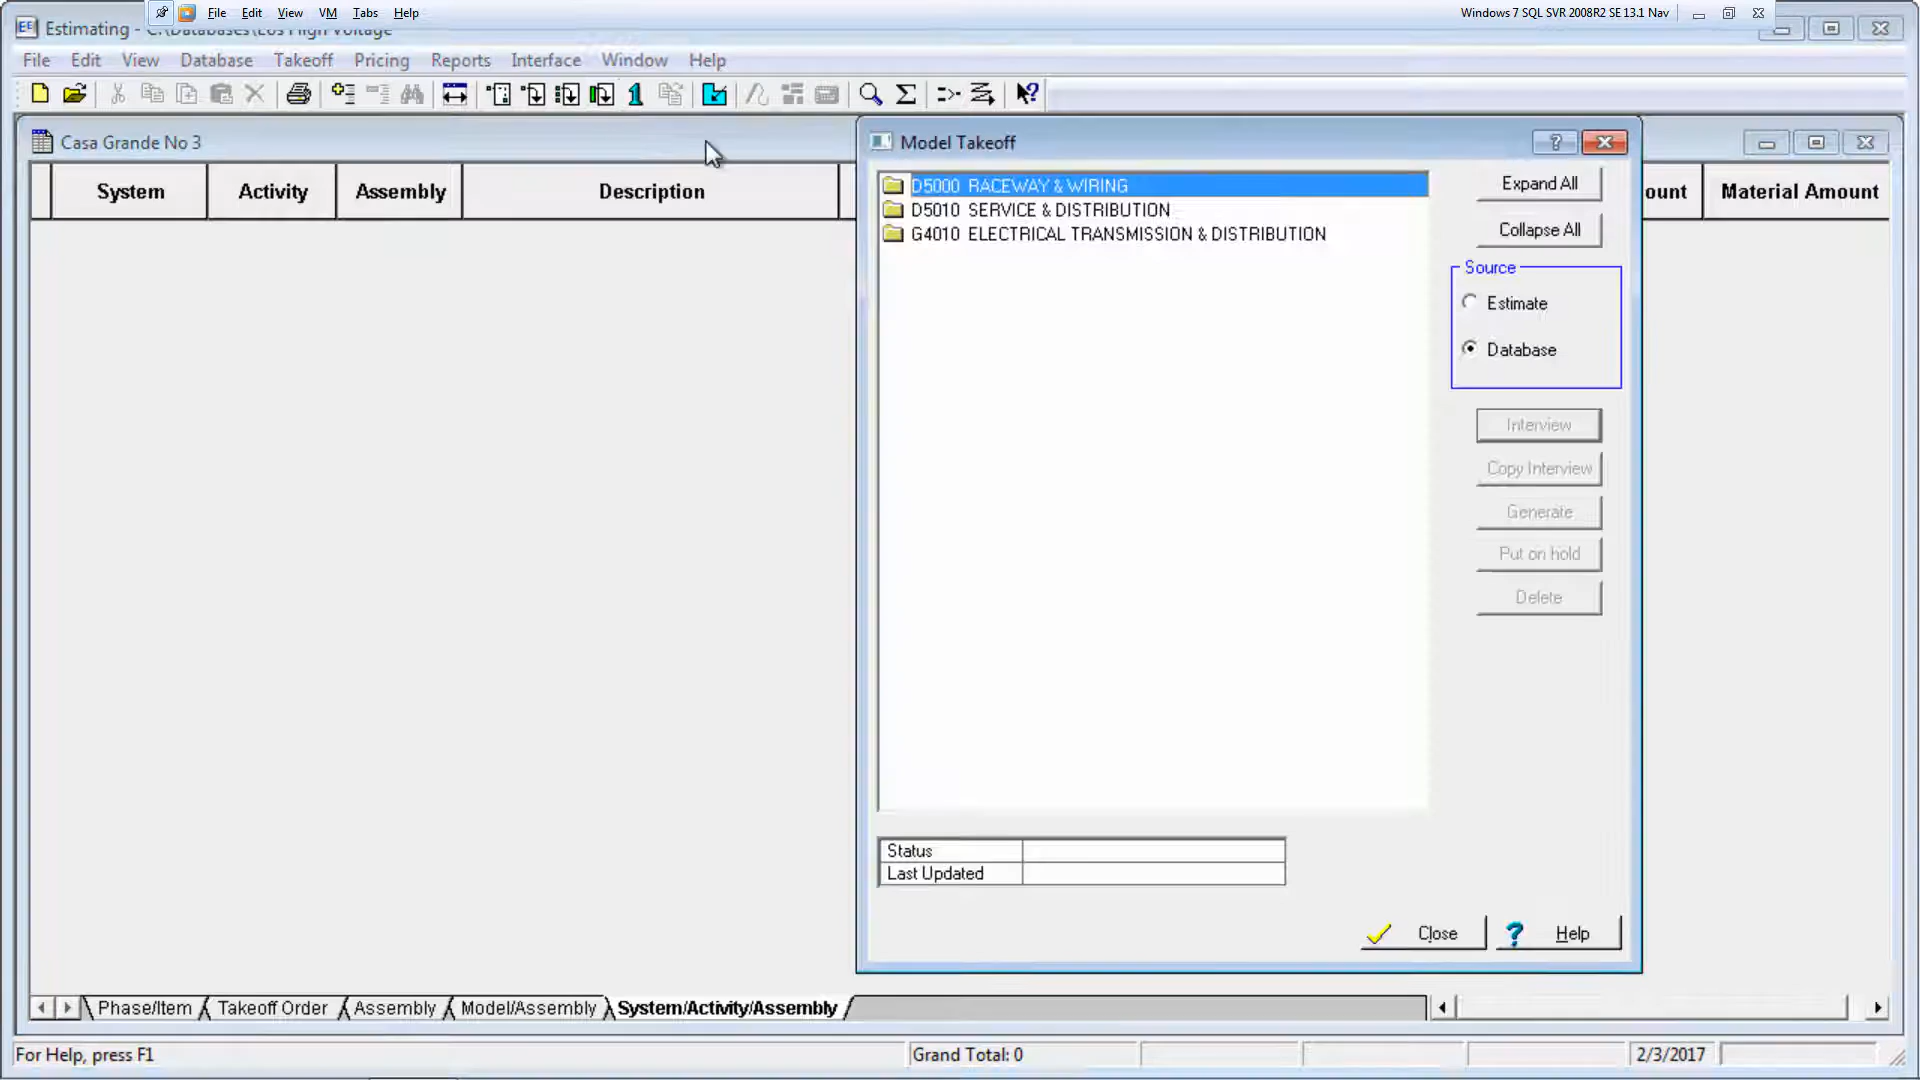 File Edit View VM Tabs Help
Windows 7 SQL SVR 2008R2 SE 13.1 Nav
Estimating - C:\Databases\Eos High Voltage
File Edit View Database Takeoff Pricing Reports Interface Window Help
Casa Grande No 3
System Activity Assembly Description
ount Material Amount
Model Takeoff
D5000 RACEWAY & WIRING
D5010 SERVICE & DISTRIBUTION
G4010 ELECTRICAL TRANSMISSION & DISTRIBUTION
Expand All
Collapse All
Source
Estimate
Database
Interview
Copy Interview
Generate
Put on hold
Delete
Status
Last Updated
Close
Help
Phase/Item Takeoff Order Assembly Model/Assembly System/Activity/Assembly
For Help, press F1
Grand Total: 0
2/3/2017